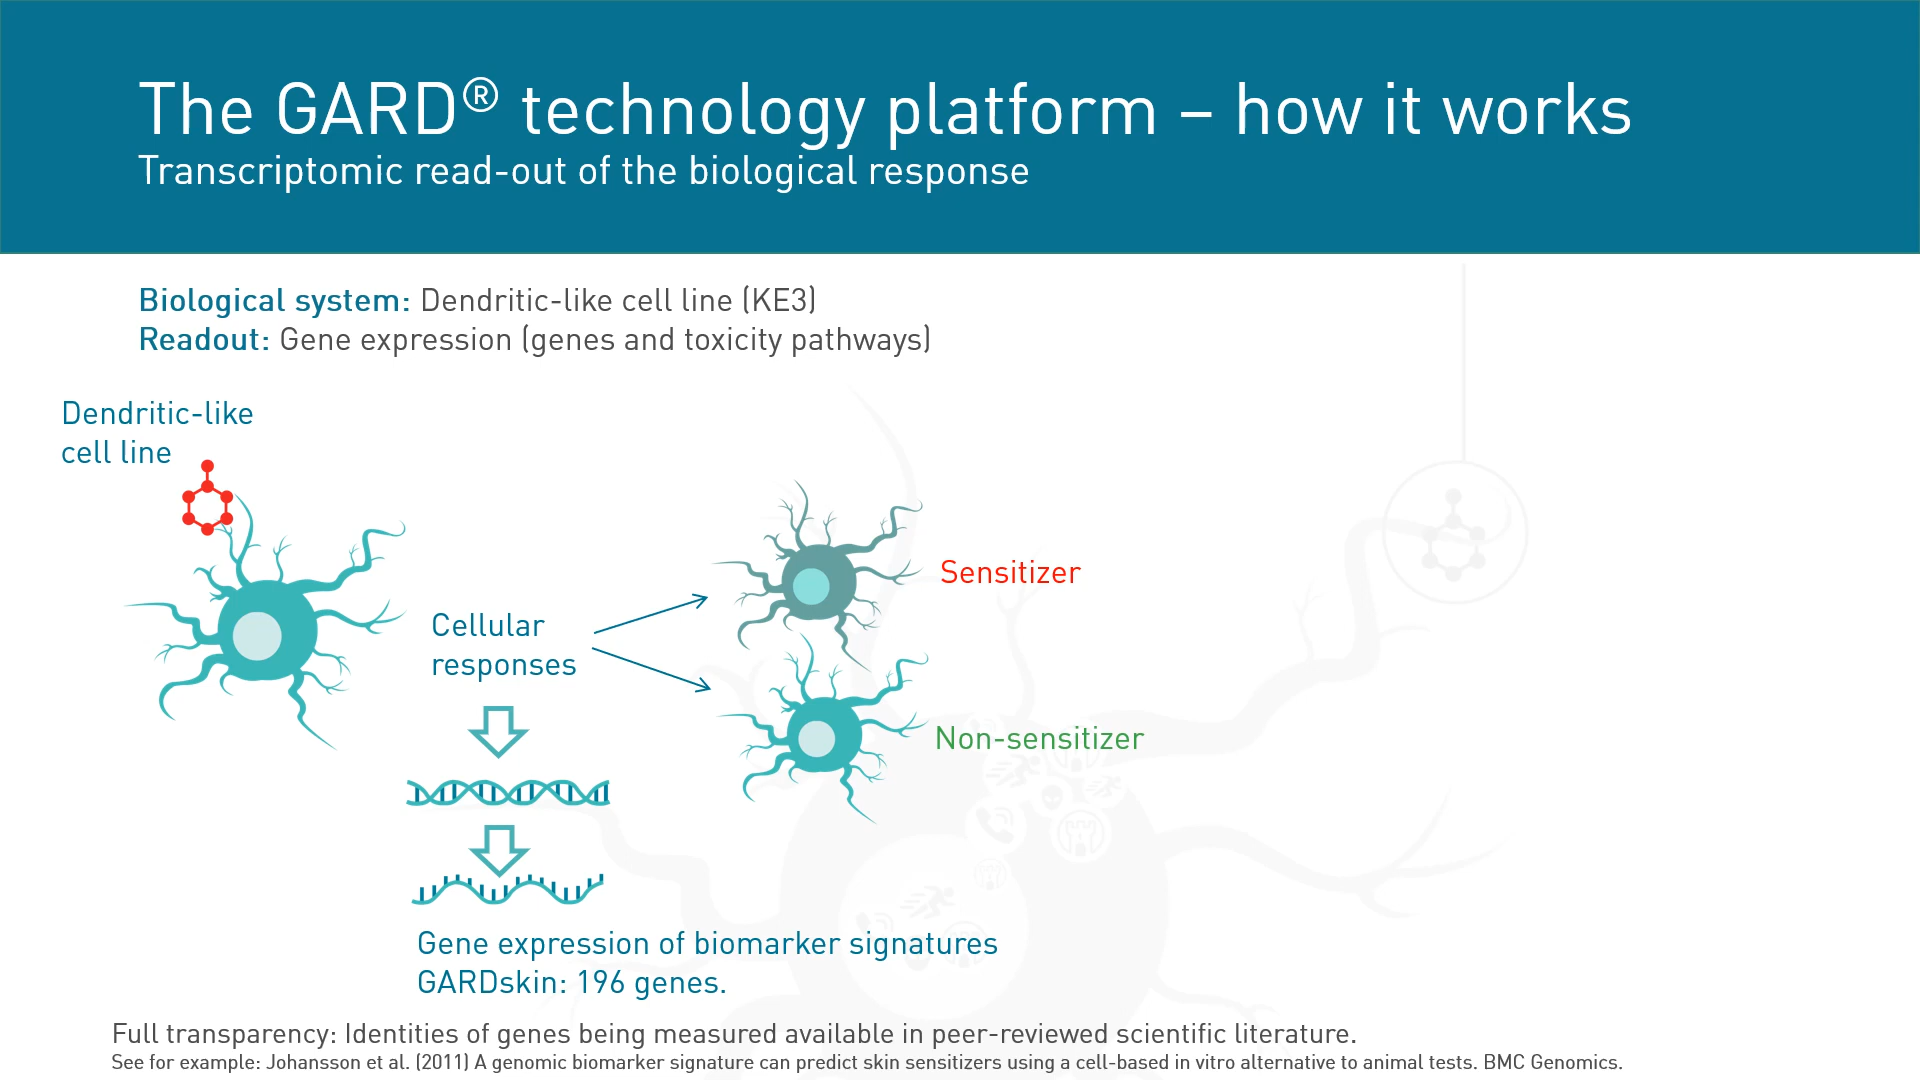 The GARD® technology platform – how it works
Transcriptomic read-out of the biological response
Biological system: Dendritic-like cell line (KE3)
Readout: Gene expression (genes and toxicity pathways)
Dendritic-like
cell line
Cellular
responses
Sensitizer
Non-sensitizer
Gene expression of biomarker signatures
GARDskin: 196 genes.
Full transparency: Identities of genes being measured available in peer-reviewed scientific literature.
See for example: Johansson et al. (2011) A genomic biomarker signature can predict skin sensitizers using a cell-based in vitro alternative to animal tests. BMC Genomics.